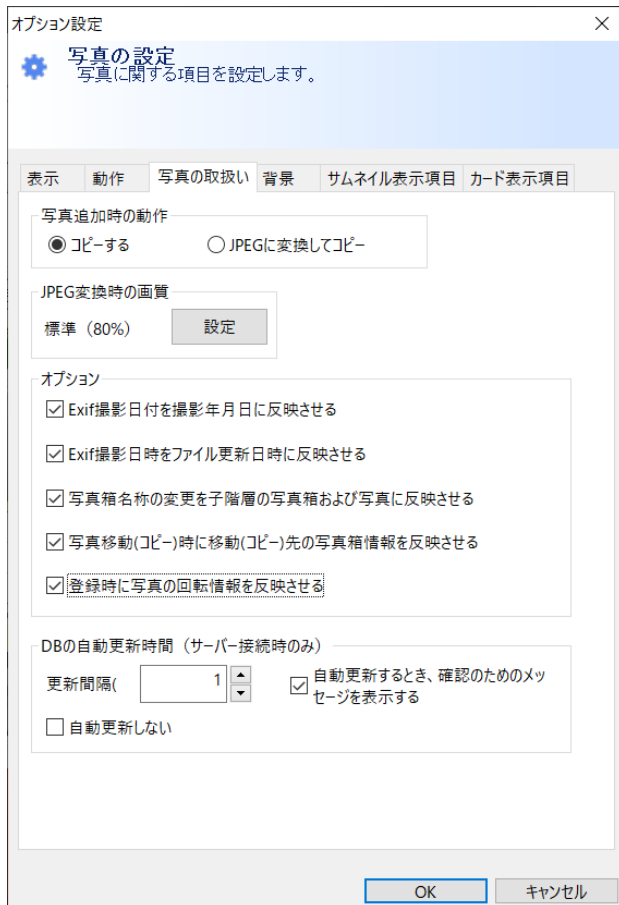 オプション設定
写真の設定
写真に関する項目を設定します。
表示 動作 写真の取扱い 背景 サムネイル表示項目 カード表示項目
写真追加時の動作
コピーする JPEGに変換してコピー
JPEG変換時の画質
標準（80%） 設定
オプション
Exif撮影日付を撮影年月日に反映させる
Exif撮影日時をファイル更新日時に反映させる
写真箱名称の変更を子階層の写真箱および写真に反映させる
写真移動(コピー)時に移動(コピー)先の写真箱情報を反映させる
登録時に写真の回転情報を反映させる
DBの自動更新時間（サーバー接続時のみ）
更新間隔( 1
自動更新するとき、確認のためのメッ
セージを表示する
自動更新しない
OK キャンセル